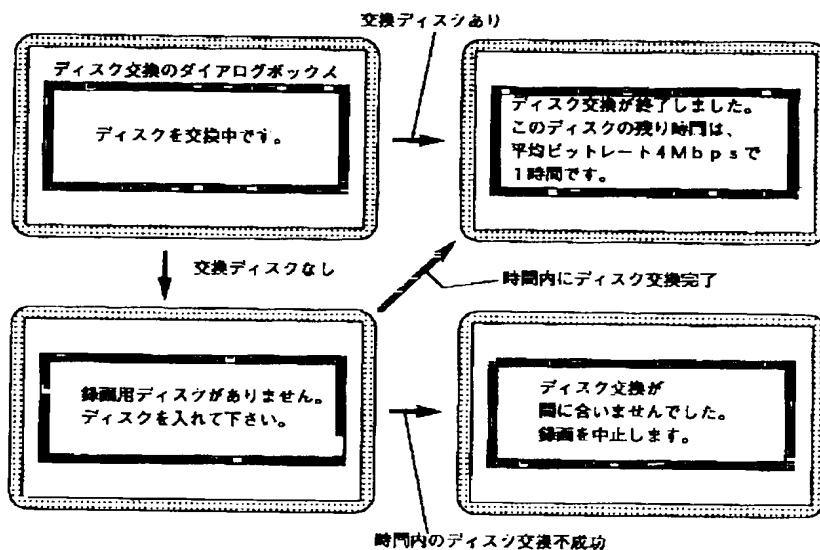 交換ディスクあり
ディスク交換のダイアログボックス
ディスクを交換中です。
ディスク交換が終了しました。
このディスクの残り時間は、
平均ビットレート4Mbpsで
1時間です。
交換ディスクなし
時間内にディスク交換完了
録画用ディスクがありません。
ディスクを入れて下さい。
ディスク交換が
間に合いませんでした。
録画を中止します。
時間内のディスク交換不成功